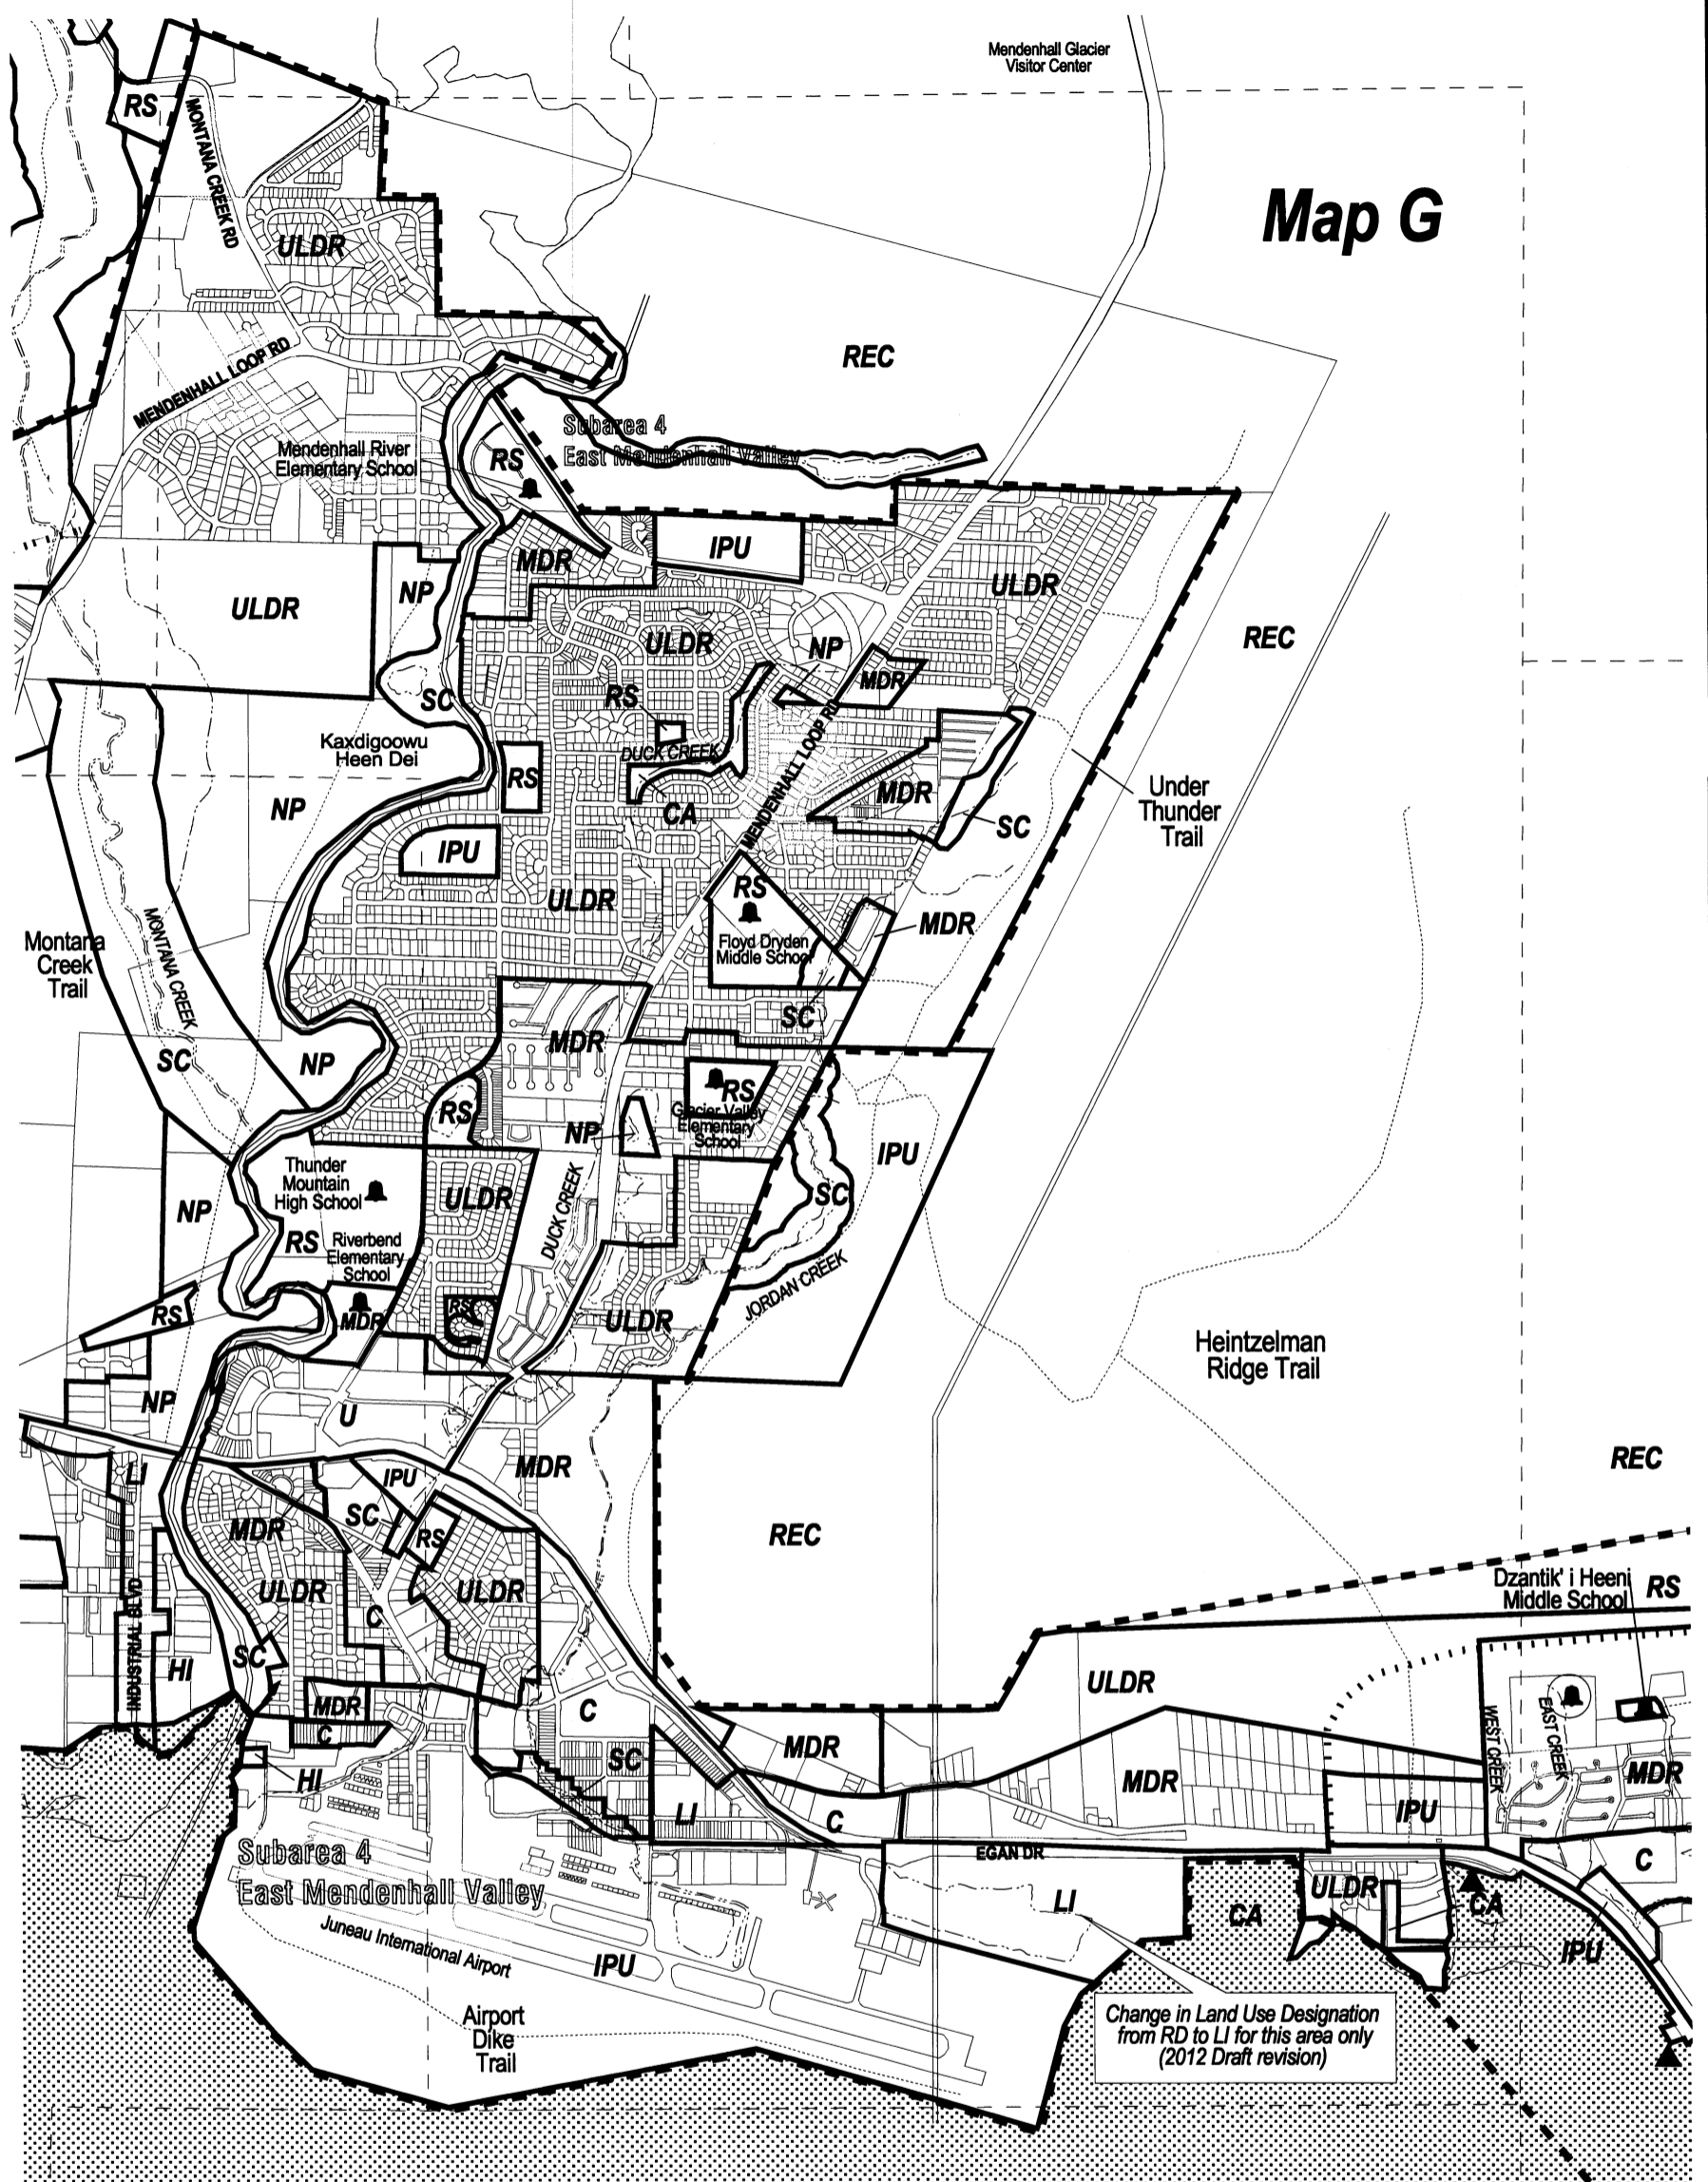 Mendenhall Glacier
Visitor Center
RS
MONTANA CREEK RD
Map G
ULDR
REC
MENDENHALL LOOP RD
Subarea 4
East Mendenhall Valley
Mendenhall River
Elementary School
RS
MDR
IPU
NP
ULDR
ULDR
ULDR
NP
REC
MDR
SC
RS
Kaxdigoowu
Heen Dei
DUCK CREEK
RS
MENDENHALL LOOP RD
Under
Thunder
Trail
MDR
NP
CA
SC
IPU
RS
ULDR
MDR
Floyd Dryden
Middle School
Montana
Creek
Trail
MONTANA CREEK
SC
MDR
SC
NP
RS
RS
Glacier Valley
Elementary
School
NP
IPU
Thunder
Mountain
High School
ULDR
SC
NP
DUCK CREEK
RS
Riverbend
Elementary
School
JORDAN CREEK
RS
RS
MDR
ULDR
Heintzelman
Ridge Trail
NP
U
REC
MDR
LI
IPU
SC
MDR
RS
REC
Dzantik' i Heeni
Middle School
RS
ULDR
ULDR
C
INDUSTRIAL BLVD
SC
HI
ULDR
MDR
C
WEST CREEK
EAST CREEK
C
MDR
SC
MDR
MDR
HI
IPU
LI
C
Subarea 4
East Mendenhall Valley
EGAN DR
C
ULDR
LI
CA
CA
Juneau International Airport
IPU
IPU
Airport
Dike
Trail
Change in Land Use Designation
from RD to LI for this area only
(2012 Draft revision)